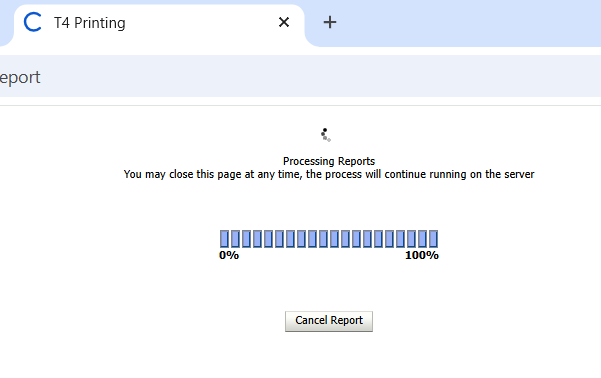 T4 Printing
eport
Processing Reports
You may close this page at any time, the process will continue running on the server
0% 100%
Cancel Report